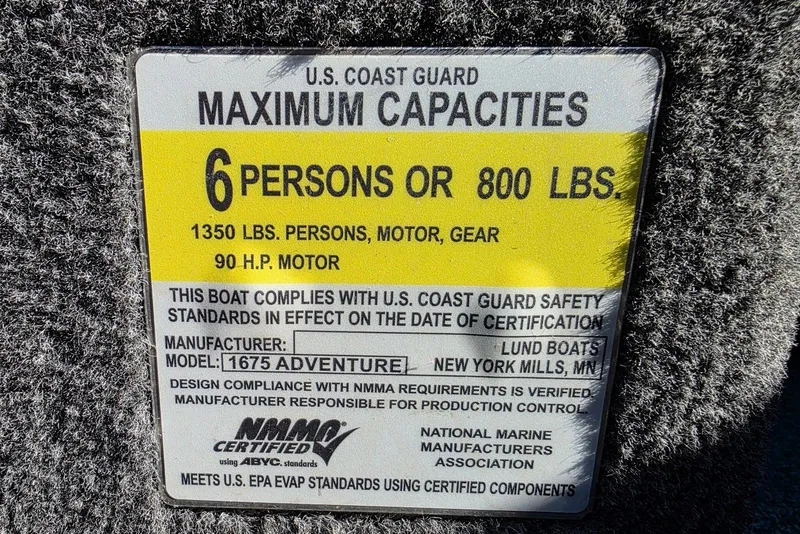 U.S. COAST GUARD
MAXIMUM CAPACITIES
6 PERSONS OR 800 LBS.
1350 LBS. PERSONS, MOTOR, GEAR
90 H.P. MOTOR
THIS BOAT COMPLIES WITH U.S. COAST GUARD SAFETY
STANDARDS IN EFFECT ON THE DATE OF CERTIFICATION
MANUFACTURER: LUND BOATS
MODEL: 1675 ADVENTURE NEW YORK MILLS, MN
DESIGN COMPLIANCE WITH NMMA REQUIREMENTS IS VERIFIED.
MANUFACTURER RESPONSIBLE FOR PRODUCTION CONTROL.
NMMA®
CERTIFIED
using ABYC. standards
NATIONAL MARINE
MANUFACTURERS
ASSOCIATION
MEETS U.S. EPA EVAP STANDARDS USING CERTIFIED COMPONENTS